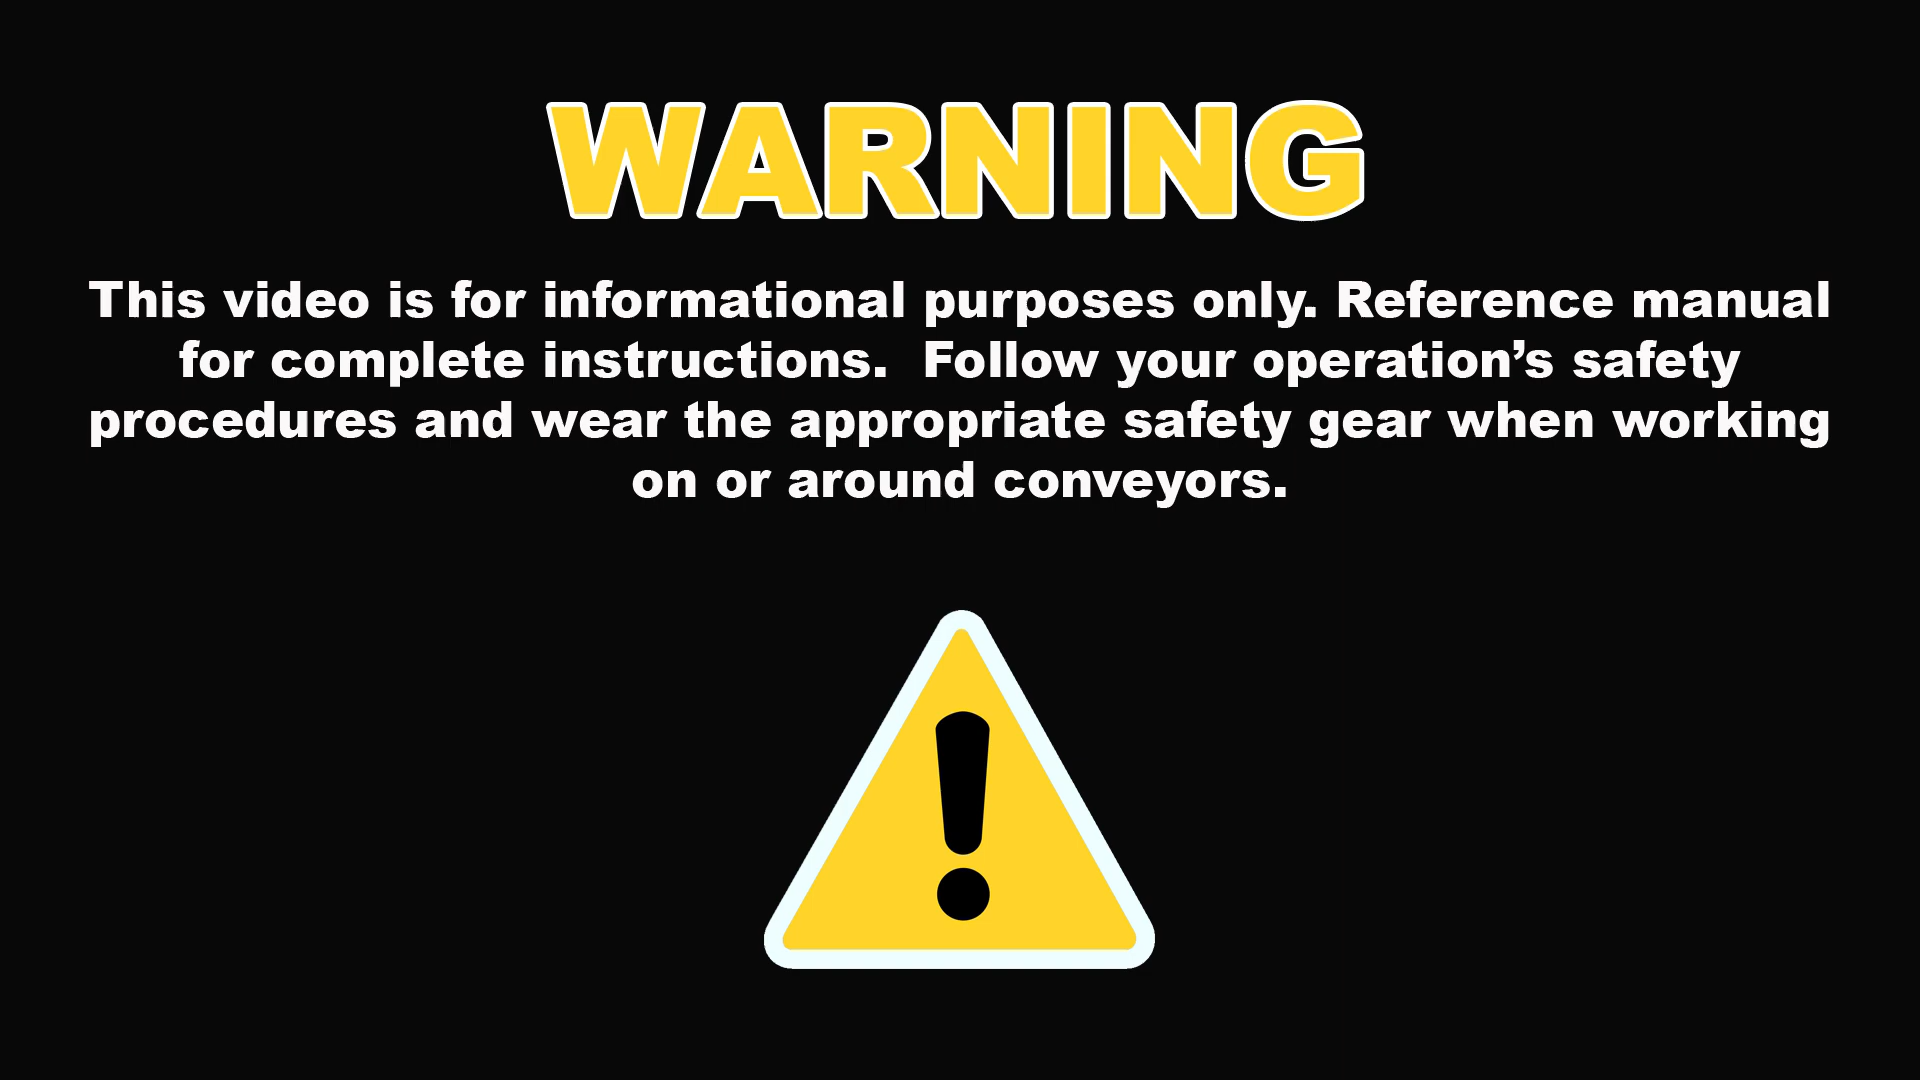 WARNING
This video is for informational purposes only. Reference manual
for complete instructions.  Follow your operation’s safety
procedures and wear the appropriate safety gear when working
on or around conveyors.
!